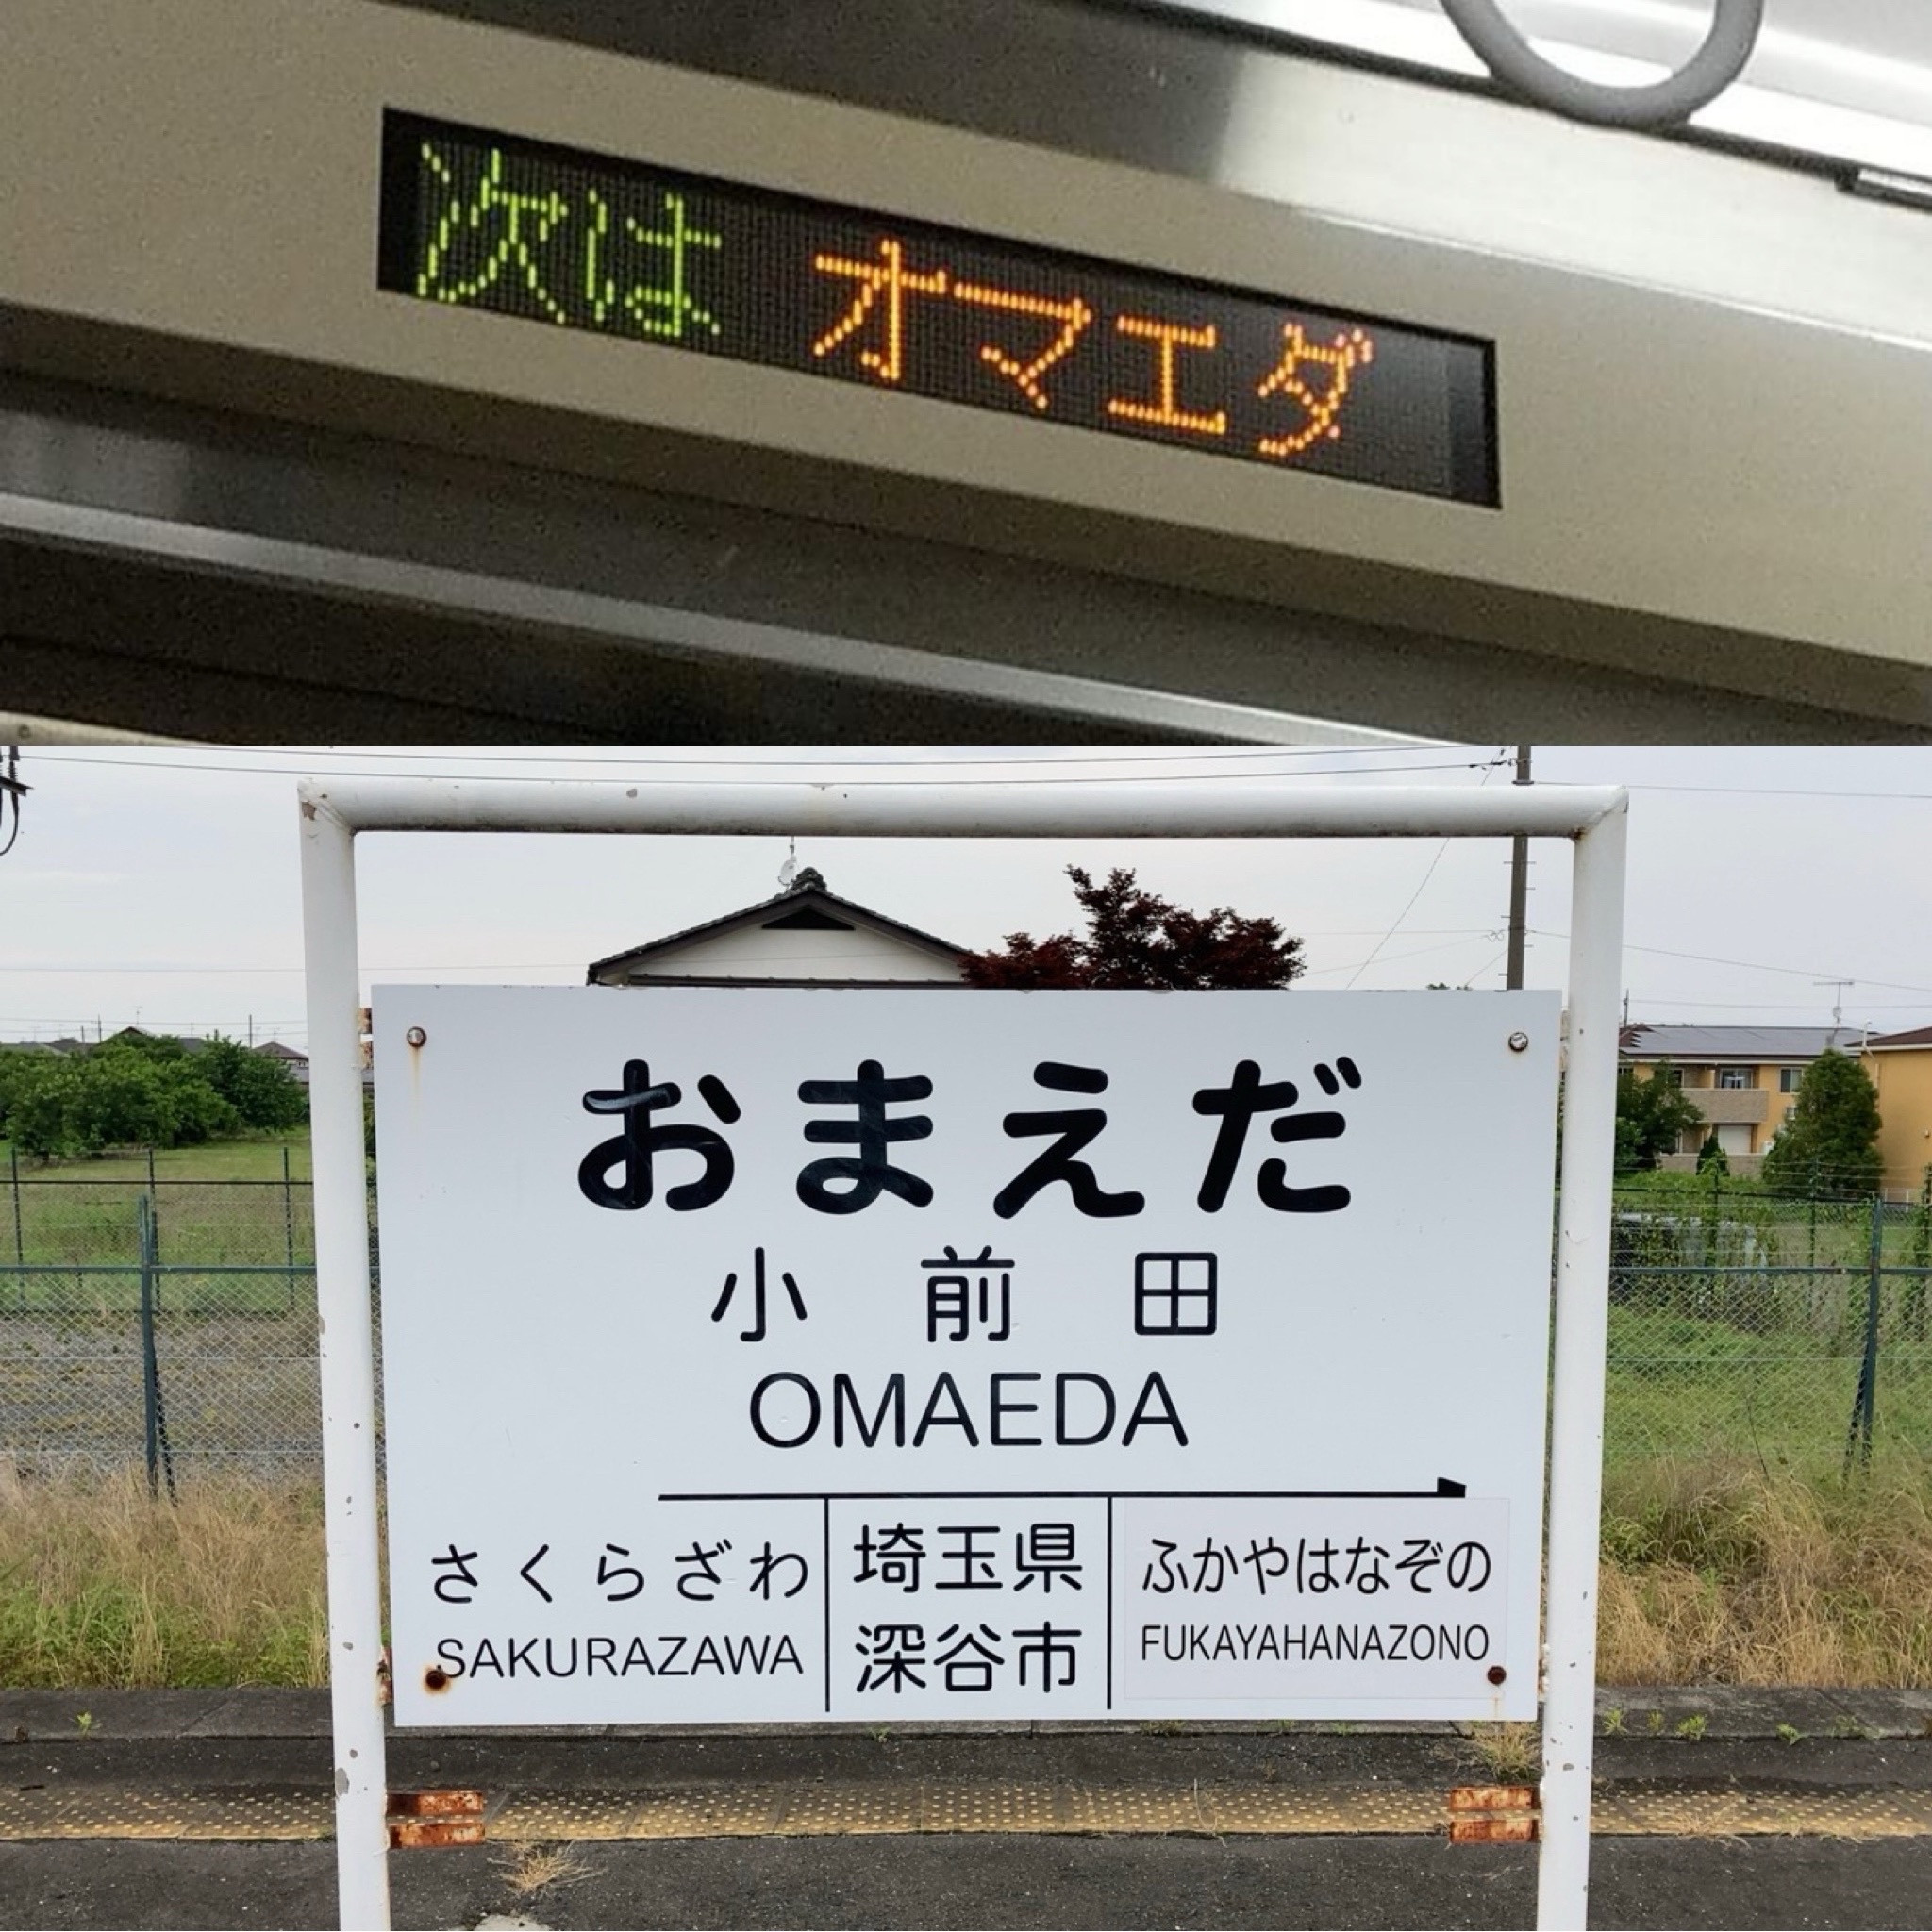 次は オマエダ
おまえだ
小前田
OMAEDA
さくらざわ
SAKURAZAWA
埼玉県
深谷市
ふかやはなぞの
FUKAYAHANAZONO